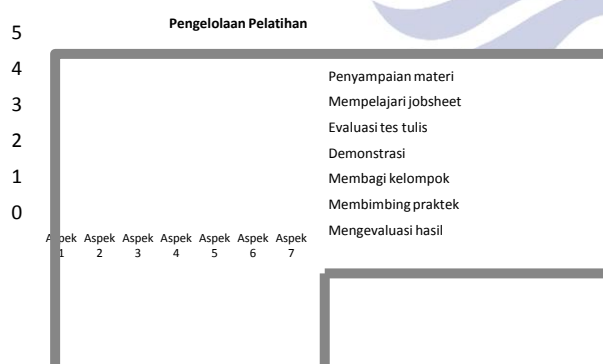 Pengelolaan Pelatihan
5
4
3
2
1
0
Aspek Aspek Aspek Aspek Aspek Aspek Aspek
1 2 3 4 5 6 7
Penyampaian materi
Mempelajari jobsheet
Evaluasi tes tulis
Demonstrasi
Membagi kelompok
Membimbing praktek
Mengevaluasi hasil